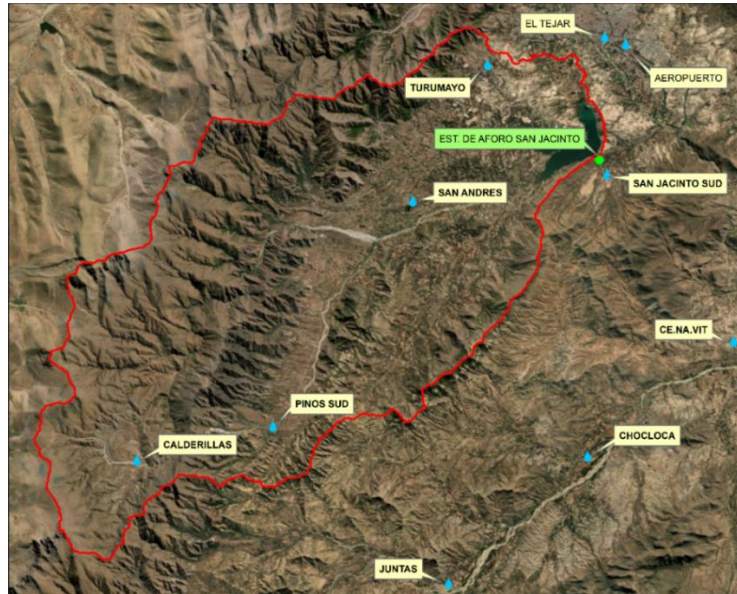 EL TEJAR
AEROPUERTO
TURUMAYO
EST. DE AFORO SAN JACINTO
SAN JACINTO SUD
SAN ANDRES
CE.NA.VIT
PINOS SUD
CHOCLOCA
CALDERILLAS
JUNTAS